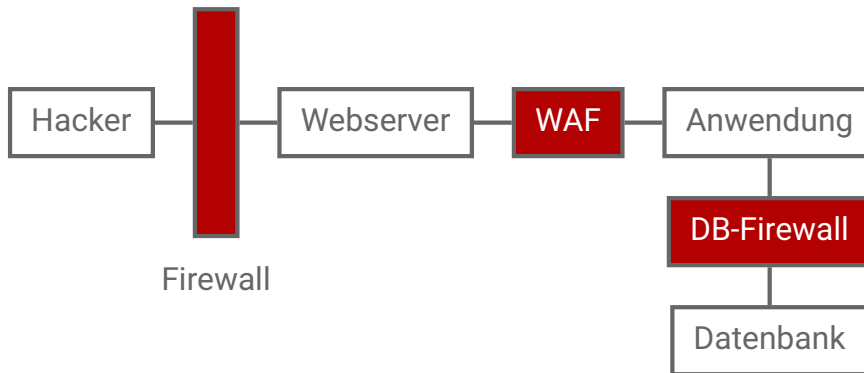 Hacker
Webserver
WAF
Anwendung
DB-Firewall
Firewall
Datenbank